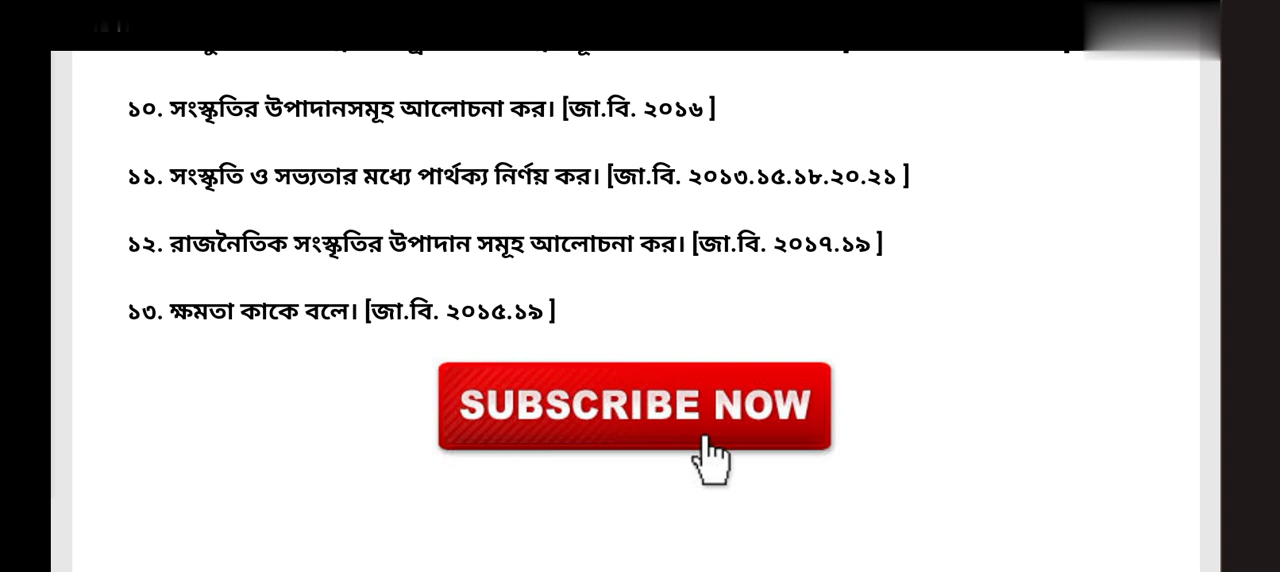 ১০. সংস্কৃতির উপাদানসমূহ আলোচনা কর। [জা.বি. ২০১৬ ]
১১. সংস্কৃতি ও সভ্যতার মধ্যে পার্থক্য নির্ণয় কর। [জা.বি. ২০১৩.১৫.১৮.২০.২১ ]
১২. রাজনৈতিক সংস্কৃতির উপাদান সমূহ আলোচনা কর। [জা.বি. ২০১৭.১৯ ]
১৩. ক্ষমতা কাকে বলে। [জা.বি. ২০১৫.১৯ ]
SUBSCRIBE NOW